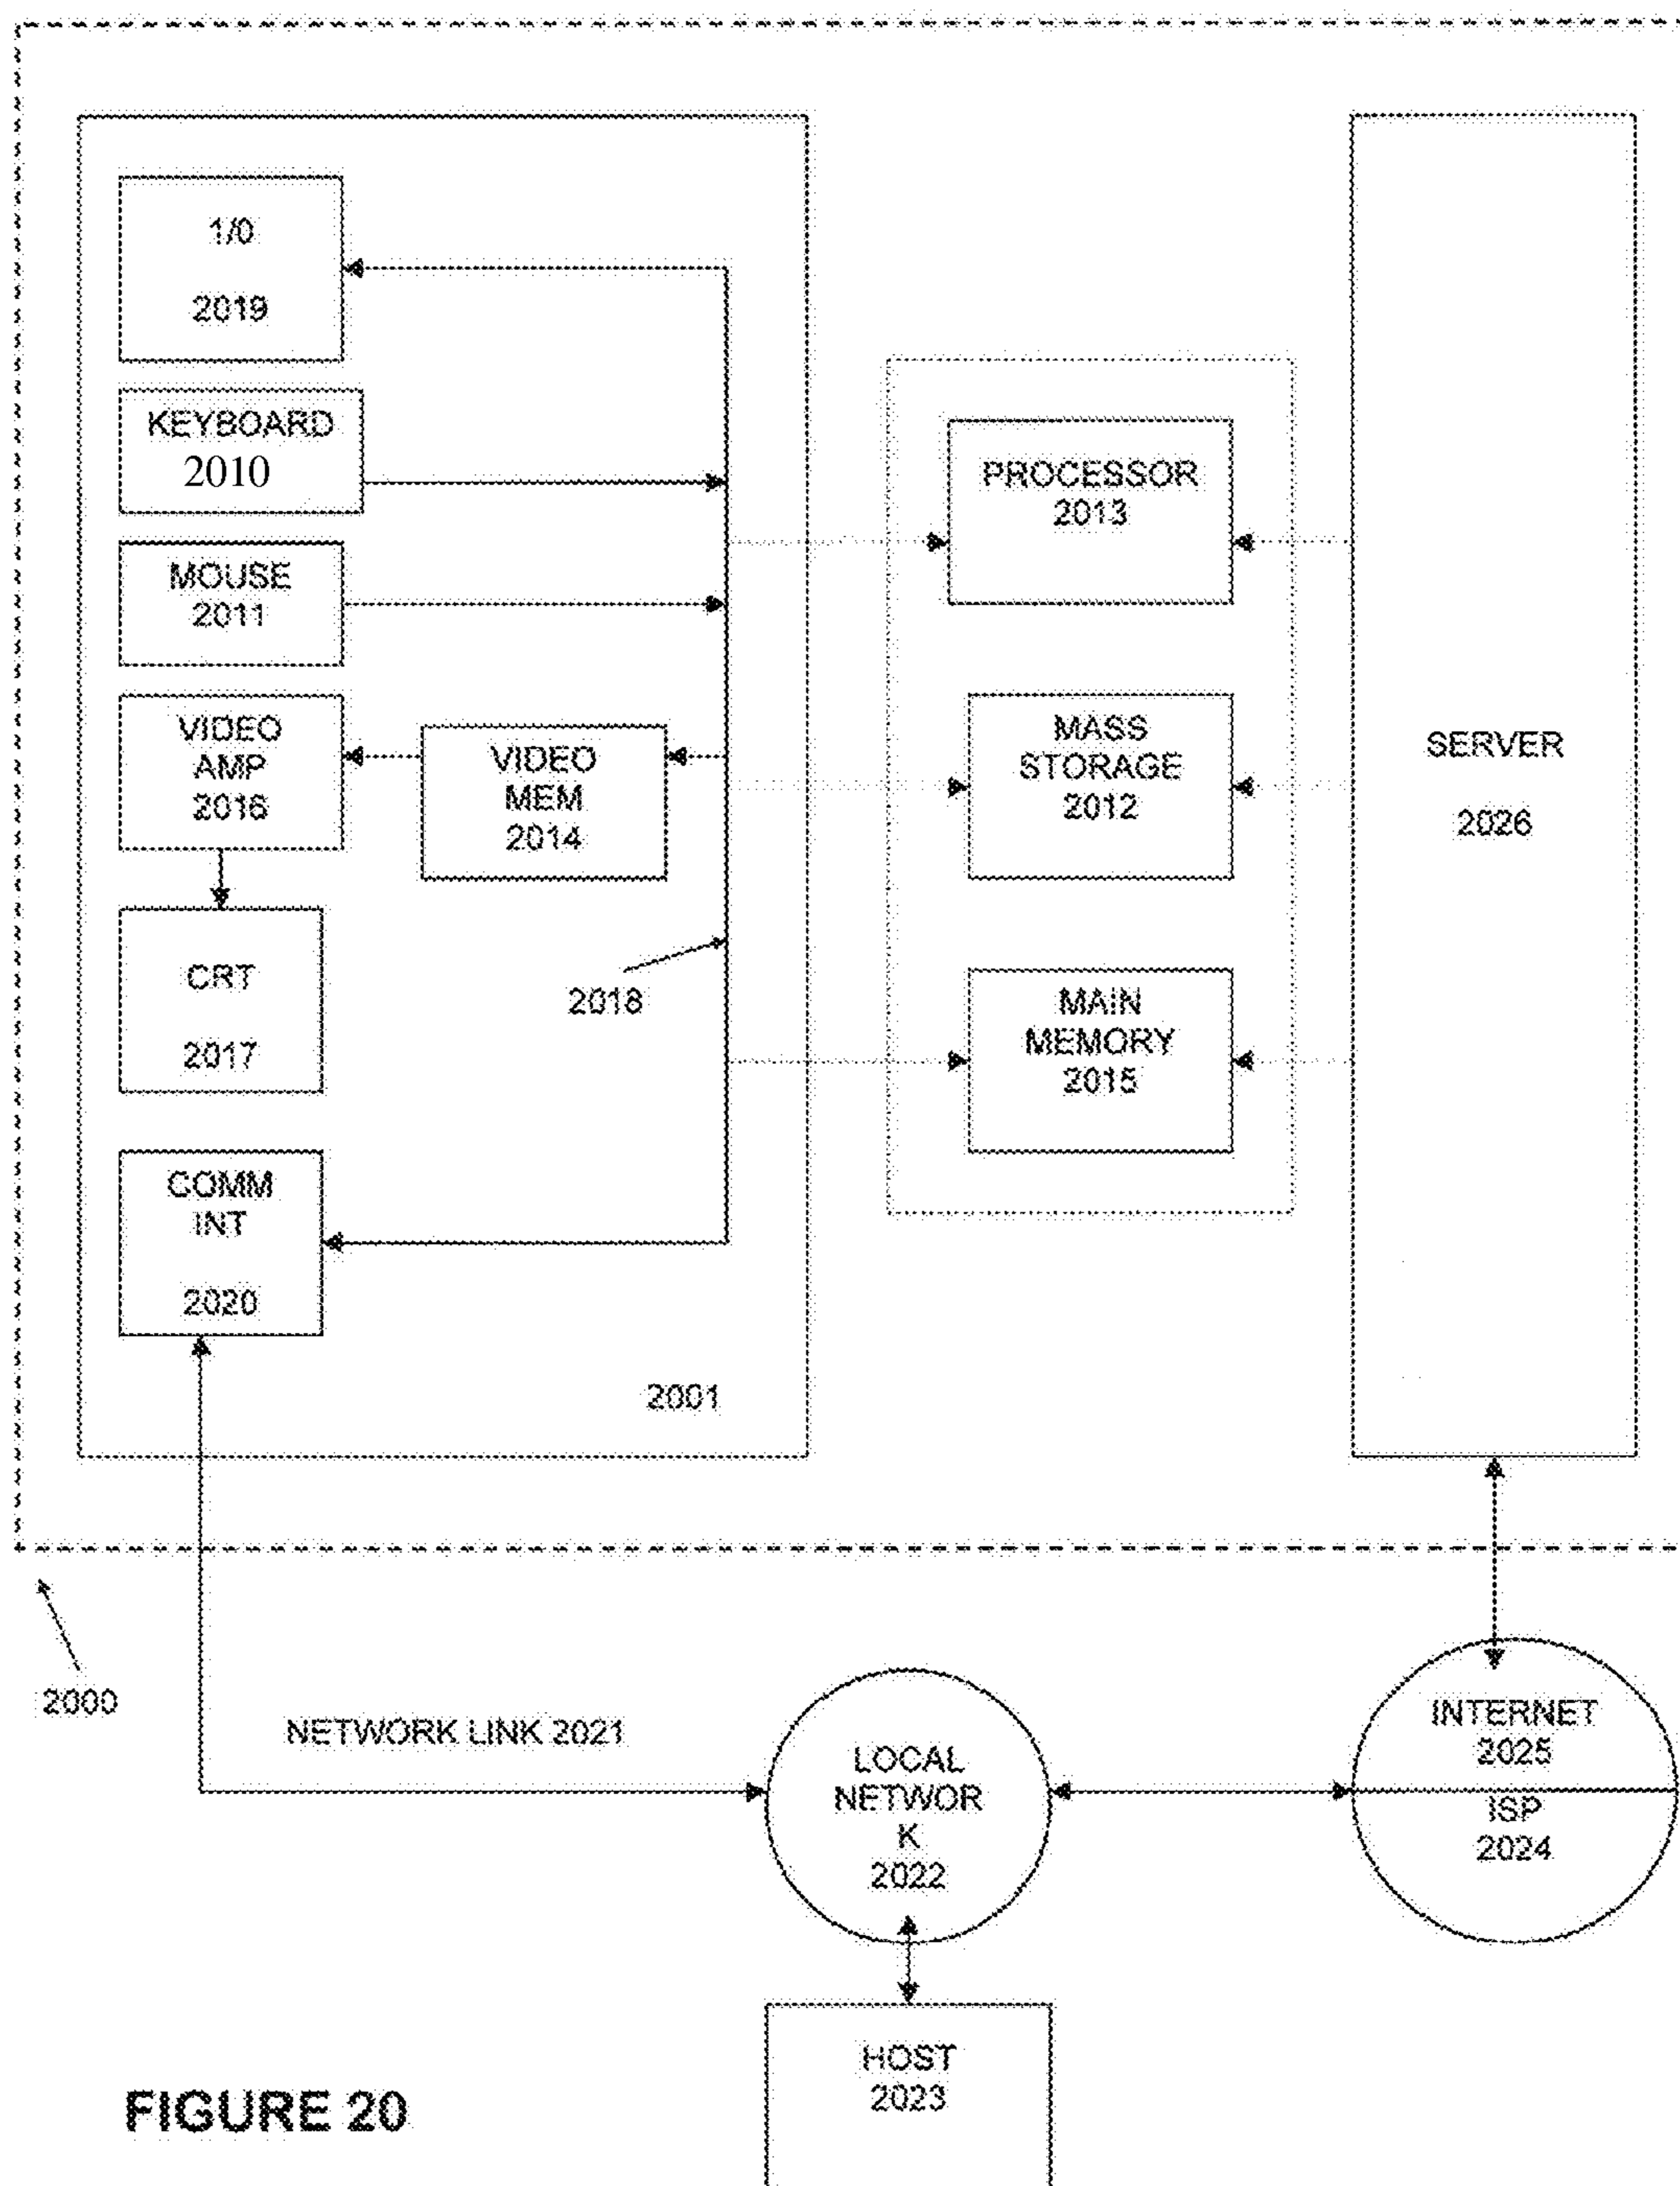 1/0
2019
KEYBOARD
2010
MOUSE
2011
VIDEO
AMP
2016
VIDEO
MEM
2014
CRT
2017
2018
COMM
INT
2020
2001
PROCESSOR
2013
MASS
STORAGE
2012
MAIN
MEMORY
2015
SERVER
2026
2000
NETWORK LINK 2021
LOCAL
NETWOR
K
2022
INTERNET
2025
ISP
2024
HOST
2023
FIGURE 20